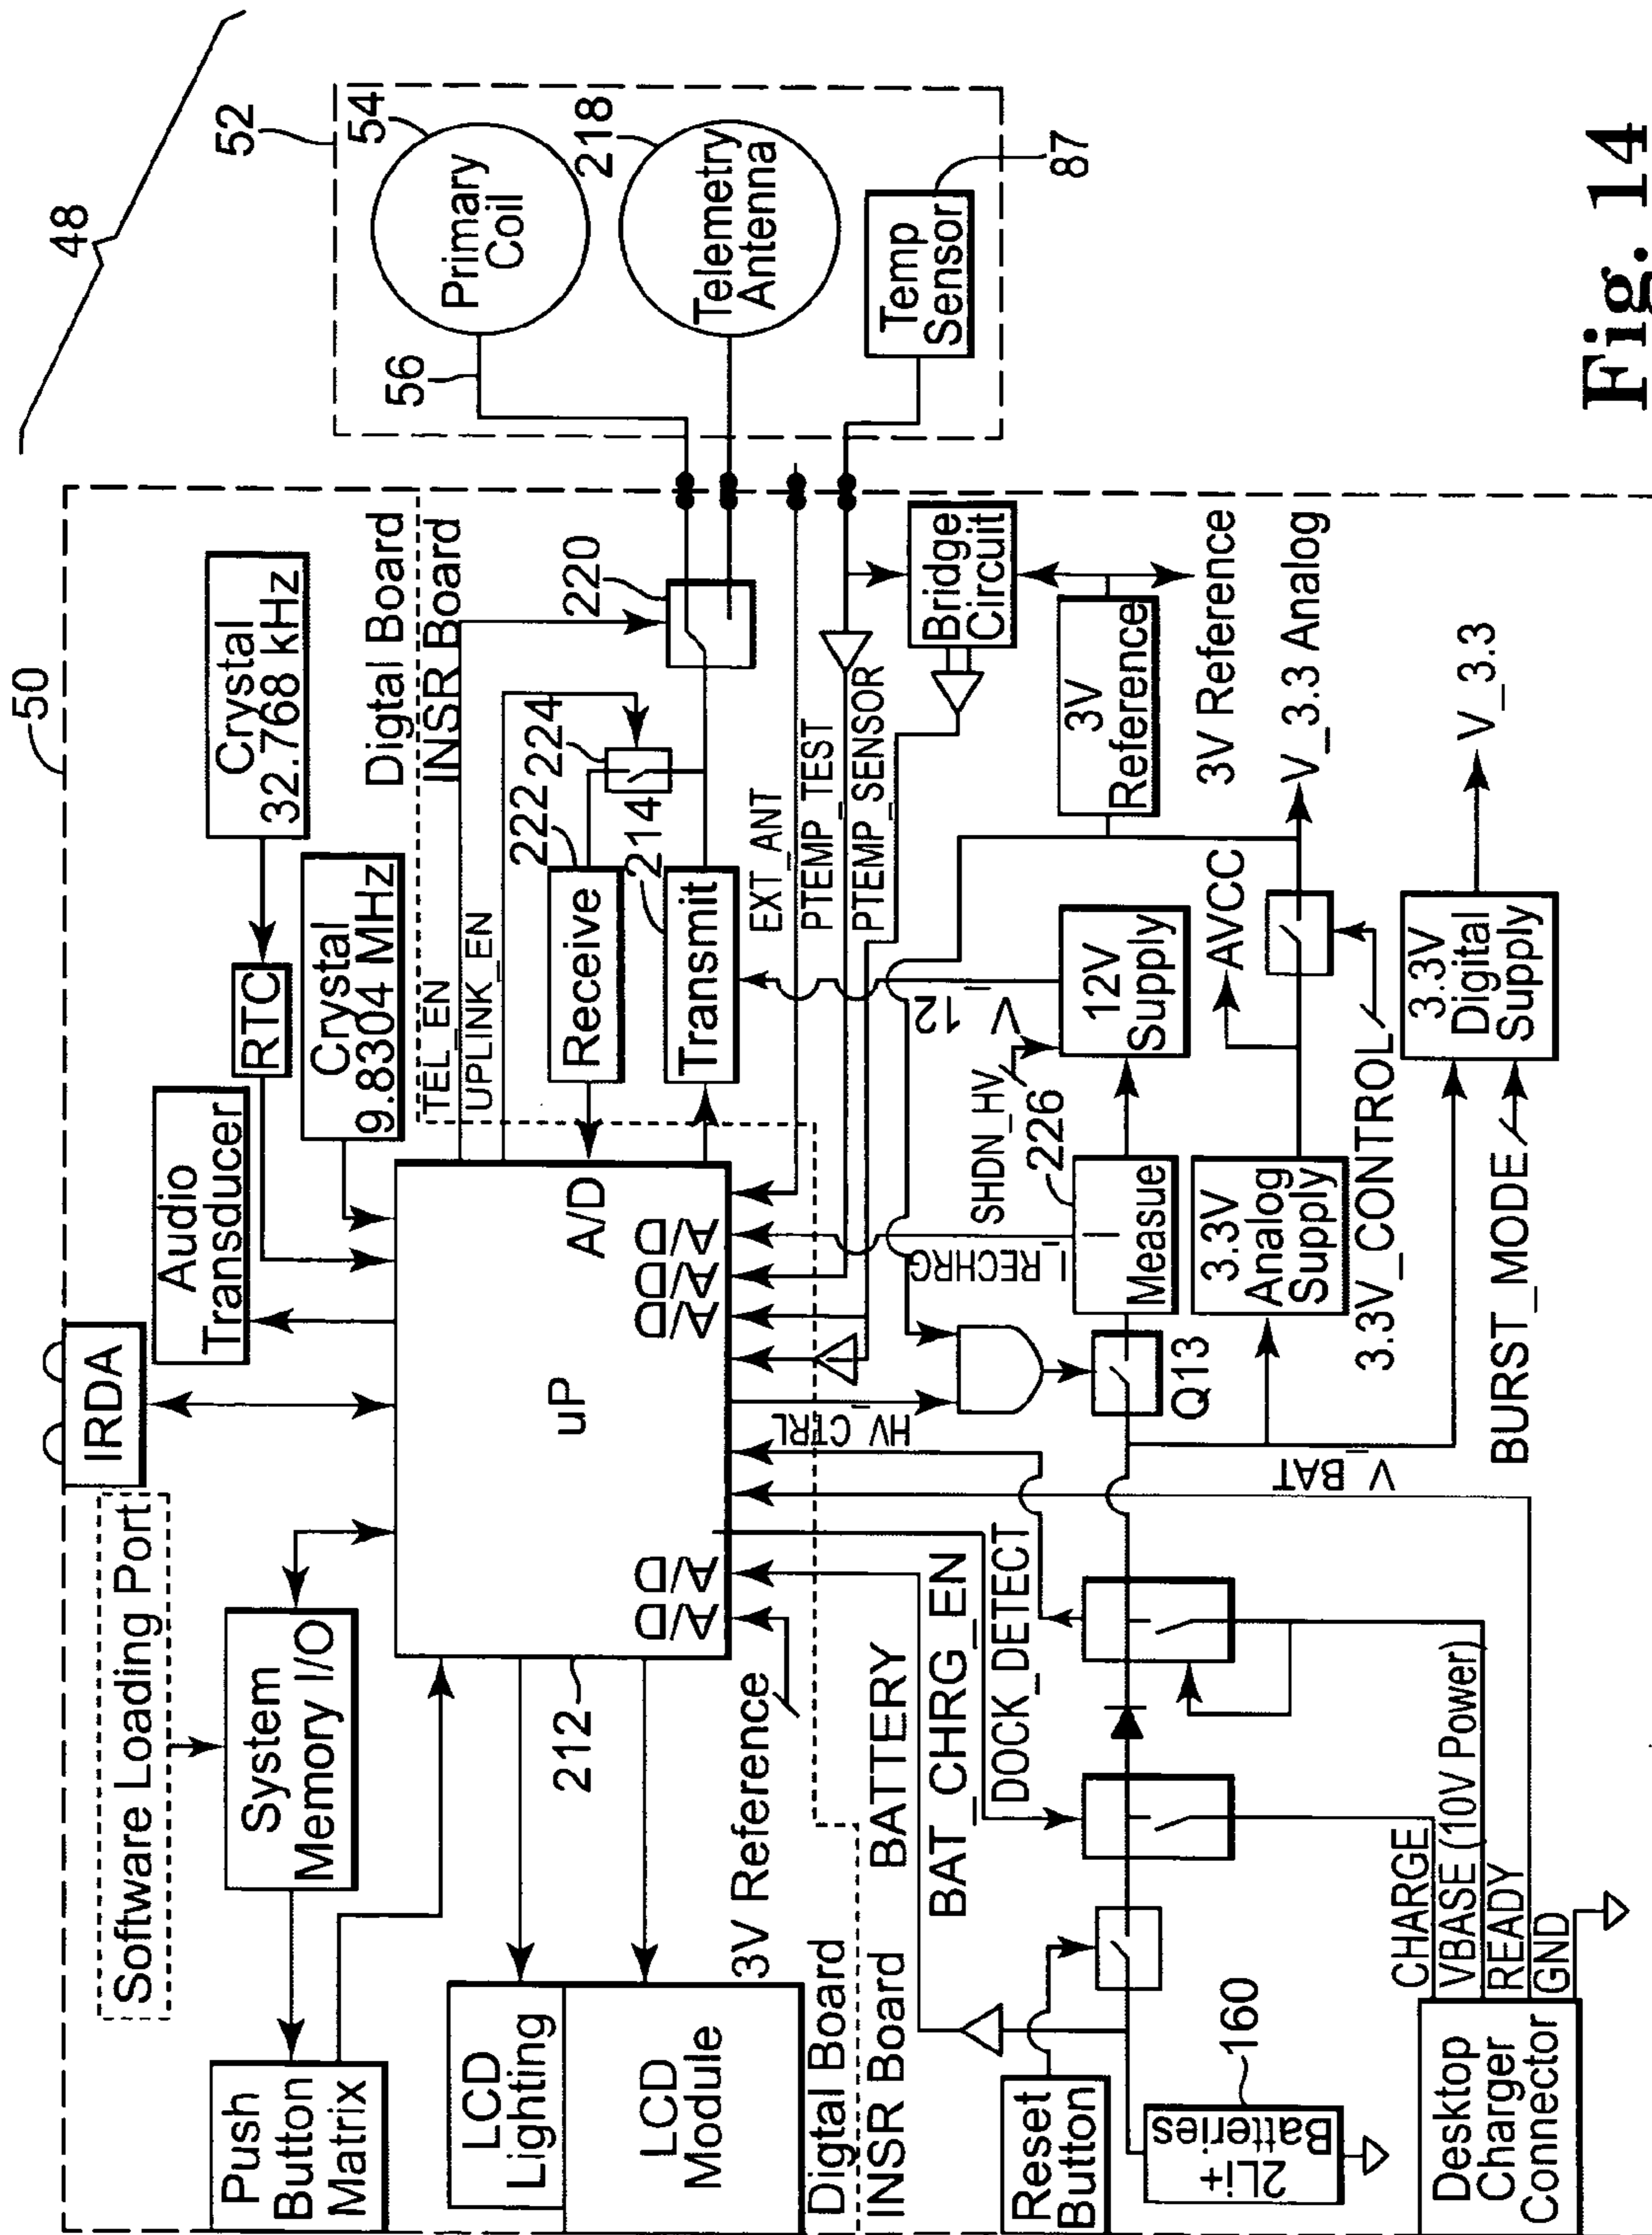 48
50
52
54
56
218
87
Primary
Coil
Telemetry
Antenna
Temp
Sensor
Software Loading Port
IRDA
Audio
Transducer
RTC
Crystal
32.768 kHz
Crystal
9.8304 MHz
Push
Button
Matrix
System
Memory I/O
LCD
Lighting
LCD
Module
212
uP
A/D
A/D
A/D
A/D
A/D
A/D
3V Reference
Digtal Board
INSR Board
Digtal Board
INSR Board
TEL_EN
UPLINK_EN
Receive
222
224
220
Transmit
214
EXT_ANT
PTEMP_TEST
PTEMP_SENSOR
Bridge
Circuit
3V
Reference
3V Reference
V_3.3 Analog
V_3.3
BATTERY
BAT_CHRG_EN
DOCK_DETECT
HV_CTRL
I_RECHRG
SHDN_HV
V_12
12V
Supply
226
I
Measue
Q13
AVCC
3.3V
Analog
Supply
3.3V_CONTROL
3.3V
Digital
Supply
V_BAT
BURST_MODE
Reset
Button
2Li+
Batteries
160
Desktop
Charger
Connector
CHARGE
VBASE (10V Power)
READY
GND
Fig. 14